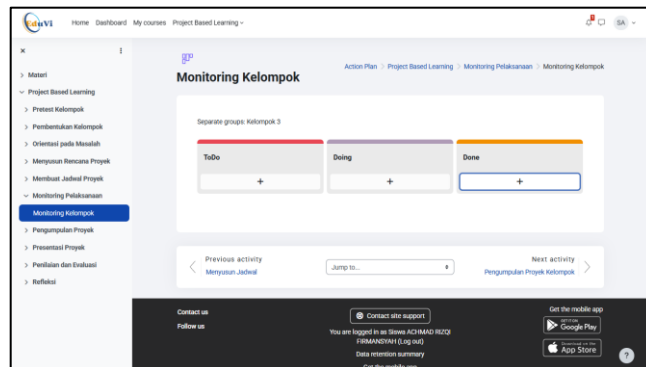 EduVi
Home Dashboard My courses Project Based Learning
SA
Materi
Project Based Learning
Pretest Kelompok
Pembentukan Kelompok
Orientasi pada Masalah
Menyusun Rencana Proyek
Membuat Jadwal Proyek
Monitoring Pelaksanaan
Monitoring Kelompok
Pengumpulan Proyek
Presentasi Proyek
Penilaian dan Evaluasi
Refleksi
Monitoring Kelompok
Action Plan > Project Based Learning > Monitoring Pelaksanaan > Monitoring Kelompok
Separate groups: Kelompok 3
ToDo
Doing
Done
+
+
+
Previous activity
Menyusun Jadwal
Jump to...
Next activity
Pengumpulan Proyek Kelompok
Contact us
Follow us
Contact site support
You are logged in as Siswa ACHMAD RIZQI
FIRMANSYAH (Log out)
Data retention summary
Get the mobile app
Get the mobile app
GET IT ON
Google Play
Download on the
App Store
?